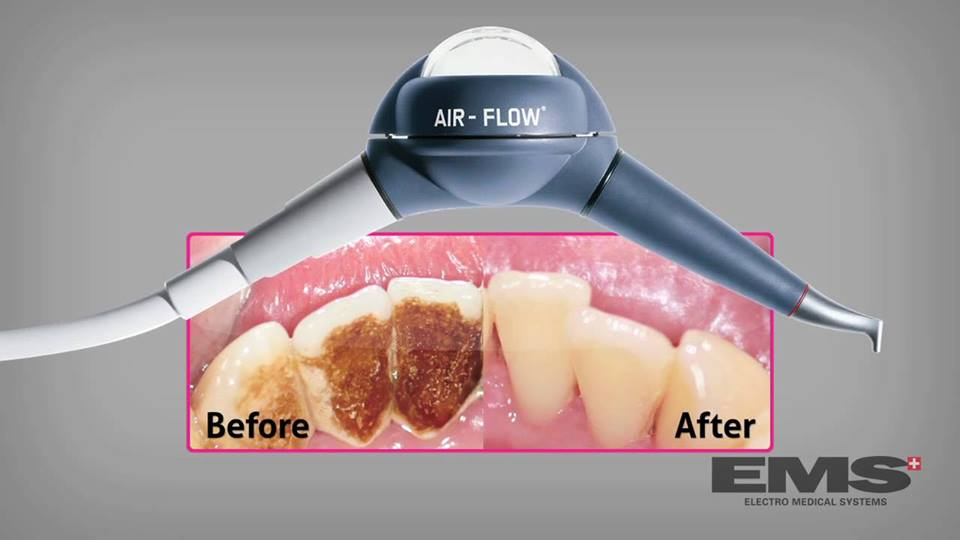 AIR-FLOW®
Before
After
EMS
ELECTRO MEDICAL SYSTEMS